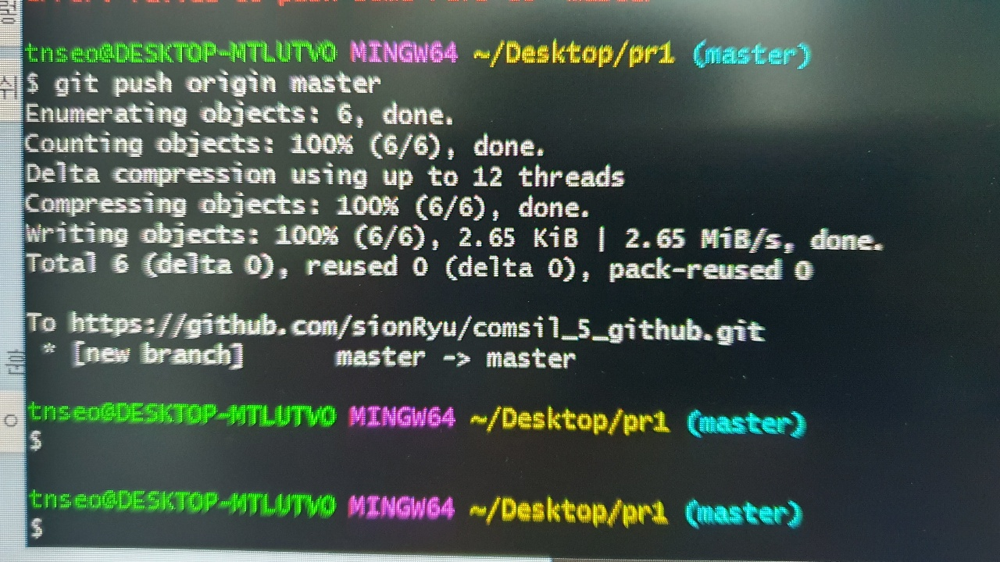 tnseo@DESKTOP-MTLUTVO MINGW64 ~/Desktop/pr1 (master)
$ git push origin master
Enumerating objects: 6, done.
Counting objects: 100% (6/6), done.
Delta compression using up to 12 threads
Compressing objects: 100% (6/6), done.
Writing objects: 100% (6/6), 2.65 KiB | 2.65 MiB/s, done.
Total 6 (delta 0), reused 0 (delta 0), pack-reused 0
To https://github.com/sionRyu/comsil_5_github.git
* [new branch] master -> master
tnseo@DESKTOP-MTLUTVO MINGW64 ~/Desktop/pr1 (master)
$
tnseo@DESKTOP-MTLUTVO MINGW64 ~/Desktop/pr1 (master)
$